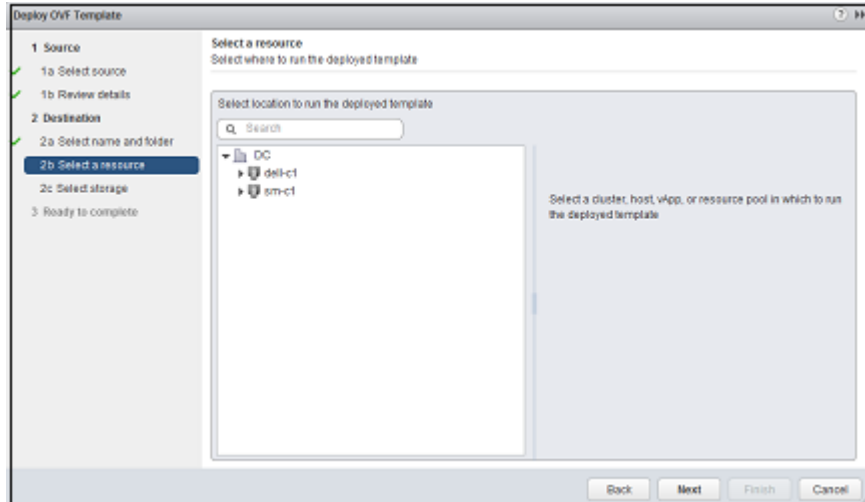 Deploy OVF Template
?
1 Source
1a Select source
1b Review details
2 Destination
2a Select name and folder
2b Select a resource
2c Select storage
3 Ready to complete
Select a resource
Select where to run the deployed template
Select location to run the deployed template
Search
DC
dell-c1
sm-c1
Select a cluster, host, vApp, or resource pool in which to run
the deployed template
Back
Next
Finish
Cancel